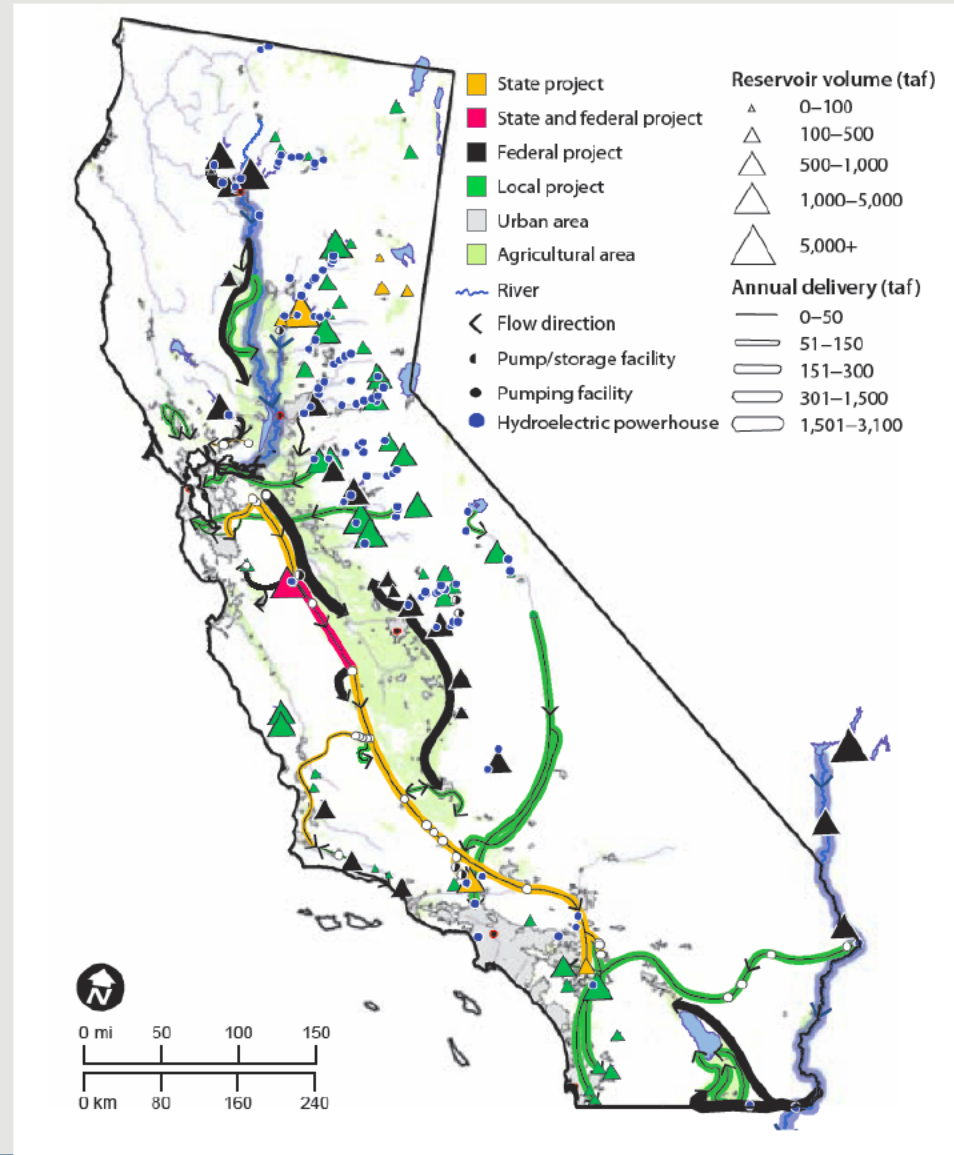 State project
State and federal project
Federal project
Local project
Urban area
Agricultural area
River
Flow direction
Pump/storage facility
Pumping facility
Hydroelectric powerhouse
Reservoir volume (taf)
0–100
100–500
500–1,000
1,000–5,000
5,000+
Annual delivery (taf)
0–50
51–150
151–300
301–1,500
1,501–3,100
N
0 mi 50 100 150
0 km 80 160 240